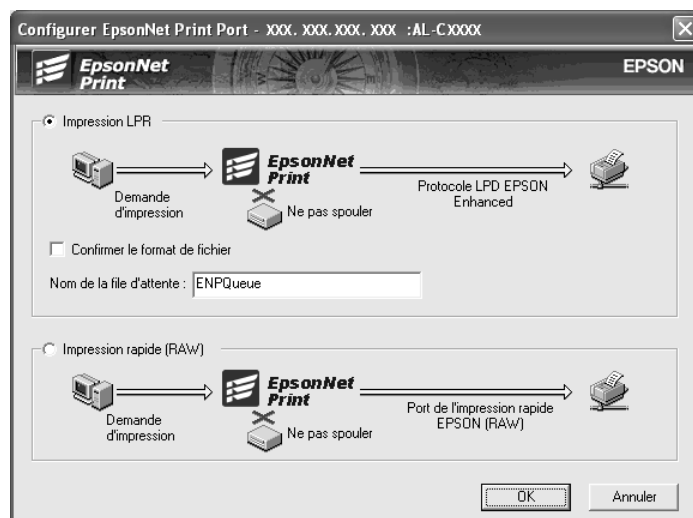 Configurer EpsonNet Print Port - XXX. XXX.XXX. XXX :AL-CXXXX
EpsonNet
Print
EPSON
Impression LPR
EpsonNet
Print
Demande
d'impression
Ne pas spouler
Protocole LPD EPSON
Enhanced
Confirmer le format de fichier
Nom de la file d'attente : ENPQueue
Impression rapide (RAW)
EpsonNet
Print
Demande
d'impression
Ne pas spouler
Port de l'impression rapide
EPSON (RAW)
OK
Annuler